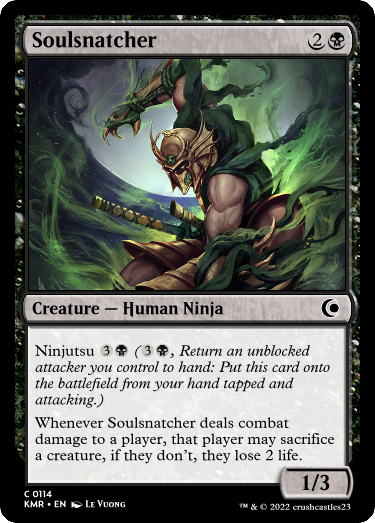 Soulsnatcher 2
Creature — Human Ninja
Ninjutsu 3 (3, Return an unblocked
attacker you control to hand: Put this card onto
the battlefield from your hand tapped and
attacking.)
Whenever Soulsnatcher deals combat
damage to a player, that player may sacrifice
a creature, if they don't, they lose 2 life.
1/3
C 0114
KMR • EN Le Vuong
™ & © 2022 crushcastles23